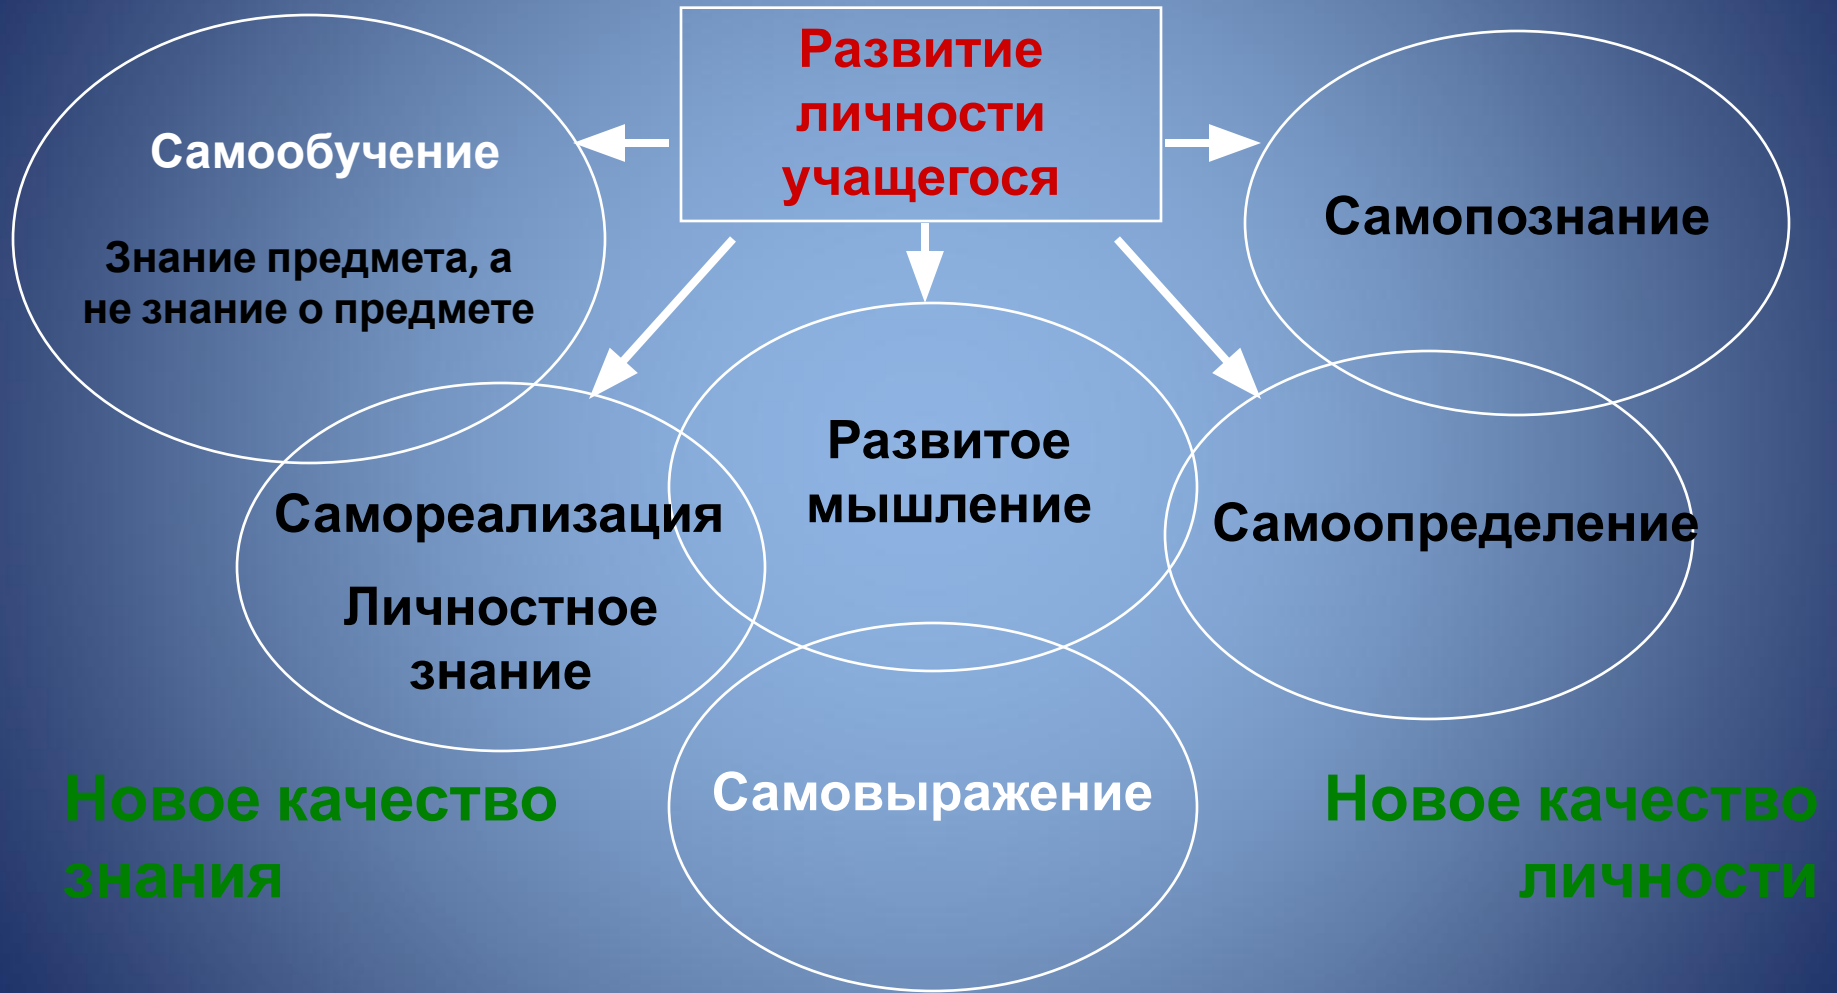 Развитие
личности
учащегося
Самообучение
Знание предмета, а
не знание о предмете
Самопознание
Развитое
мышление
Самореализация
Личностное
знание
Самоопределение
Самовыражение
Новое качество
знания
Новое качество
личности